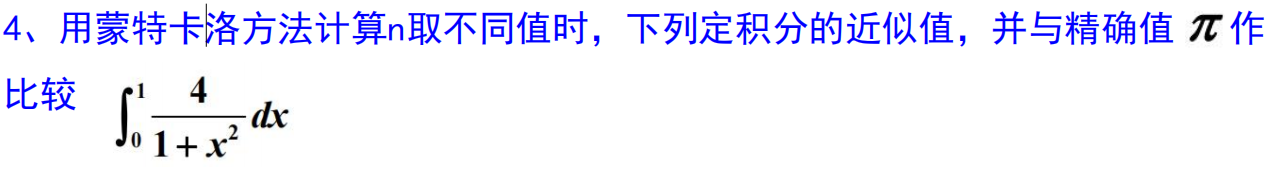 4、用蒙特卡洛方法计算n取不同值时，下列定积分的近似值，并与精确值 π 作
比较 ∫₀¹ 4/(1+x²) dx